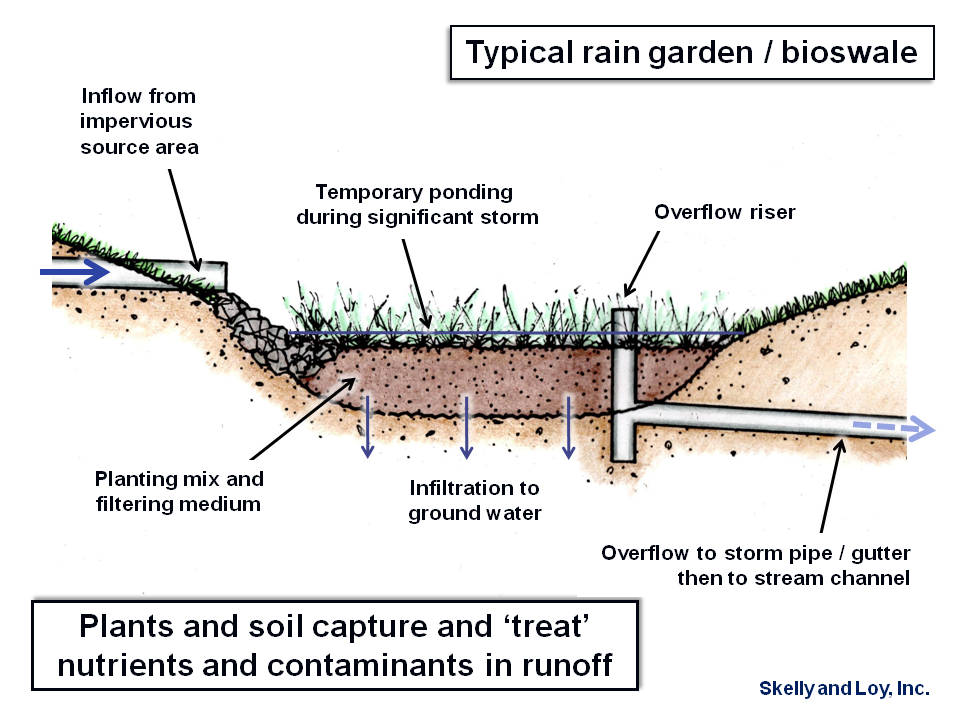 Typical rain garden / bioswale
Inflow from
impervious
source area
Temporary ponding
during significant storm
Overflow riser
Planting mix and
filtering medium
Infiltration to
ground water
Overflow to storm pipe / gutter
then to stream channel
Plants and soil capture and ‘treat’
nutrients and contaminants in runoff
Skelly and Loy, Inc.